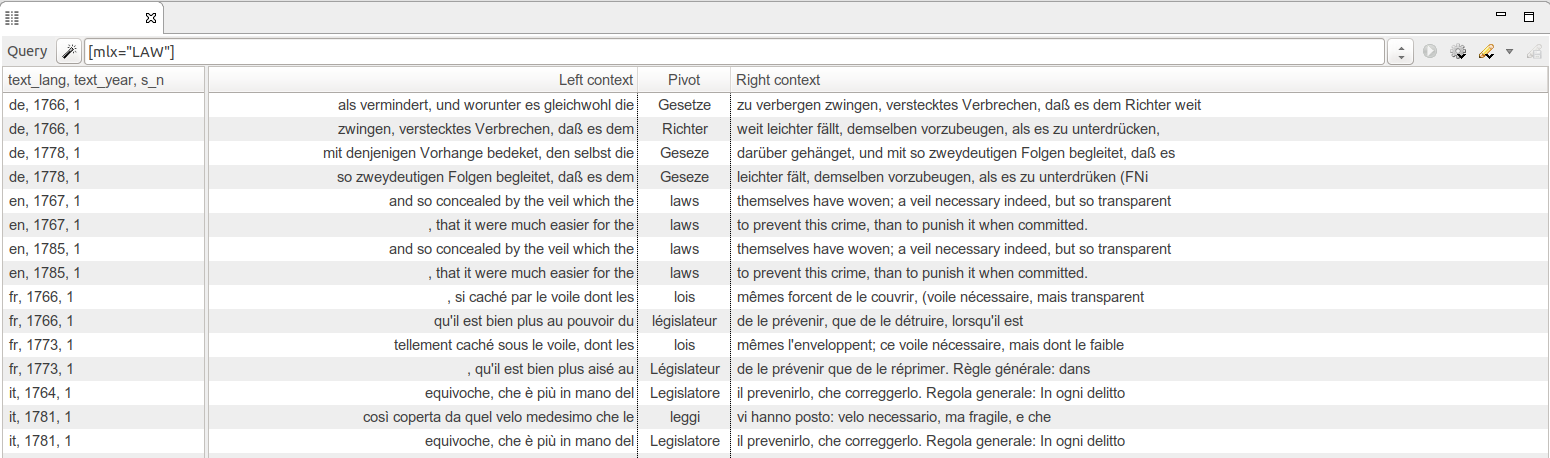 Query [mlx="LAW"]
text_lang, text_year, s_n Left context Pivot Right context
de, 1766, 1 als vermindert, und worunter es gleichwohl die Gesetze zu verbergen zwingen, verstecktes Verbrechen, daß es dem Richter weit
de, 1766, 1 zwingen, verstecktes Verbrechen, daß es dem Richter weit leichter fällt, demselben vorzubeugen, als es zu unterdrücken,
de, 1778, 1 mit denjenigen Vorhange bedeket, den selbst die Geseze darüber gehänget, und mit so zweydeutigen Folgen begleitet, daß es
de, 1778, 1 so zweydeutigen Folgen begleitet, daß es dem Geseze leichter fält, demselben vorzubeugen, als es zu unterdrüken (FNi
en, 1767, 1 and so concealed by the veil which the laws themselves have woven; a veil necessary indeed, but so transparent
en, 1767, 1 , that it were much easier for the laws to prevent this crime, than to punish it when committed.
en, 1785, 1 and so concealed by the veil which the laws themselves have woven; a veil necessary indeed, but so transparent
en, 1785, 1 , that it were much easier for the laws to prevent this crime, than to punish it when committed.
fr, 1766, 1 , si caché par le voile dont les lois mêmes forcent de le couvrir, (voile nécessaire, mais transparent
fr, 1766, 1 qu'il est bien plus au pouvoir du législateur de le prévenir, que de le détruire, lorsqu'il est
fr, 1773, 1 tellement caché sous le voile, dont les lois mêmes l'enveloppent; ce voile nécessaire, mais dont le faible
fr, 1773, 1 , qu'il est bien plus aisé au Législateur de le prévenir que de le réprimer. Règle générale: dans
it, 1764, 1 equivoche, che è più in mano del Legislatore il prevenirlo, che correggerlo. Regola generale: In ogni delitto
it, 1781, 1 così coperta da quel velo medesimo che le leggi vi hanno posto: velo necessario, ma fragile, e che
it, 1781, 1 equivoche, che è più in mano del Legislatore il prevenirlo, che correggerlo. Regola generale: In ogni delitto